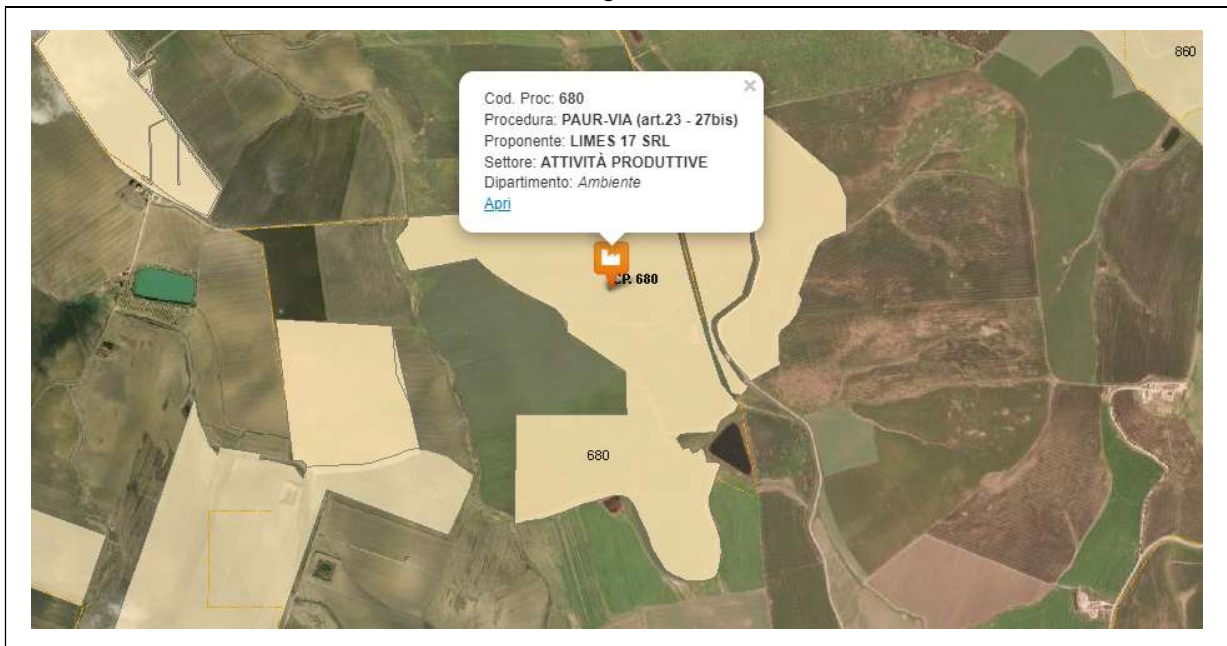 860
×
Cod. Proc: 680
Procedura: PAUR-VIA (art.23 - 27bis)
Proponente: LIMES 17 SRL
Settore: ATTIVITÀ PRODUTTIVE
Dipartimento: Ambiente
Apri
CP. 680
680